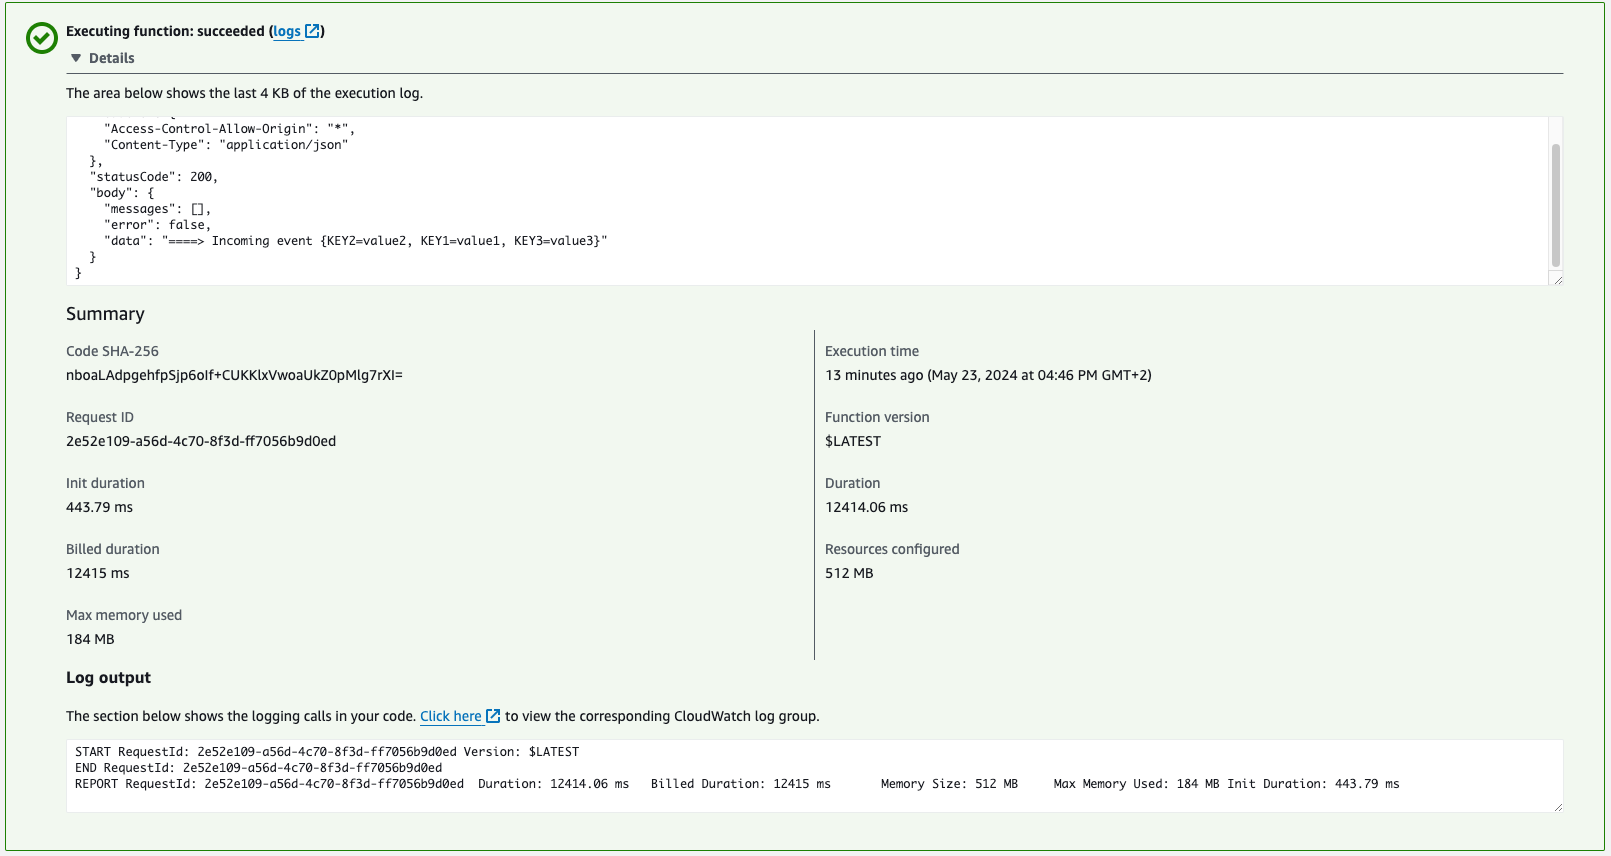 Executing function: succeeded (logs)
Details
The area below shows the last 4 KB of the execution log.
"Access-Control-Allow-Origin": "*",
"Content-Type": "application/json"
},
"statusCode": 200,
"body": {
"messages": [],
"error": false,
"data": "====> Incoming event {KEY2=value2, KEY1=value1, KEY3=value3}"
}
}
Summary
Code SHA-256
nboaLAdpgehfpSjp6oIf+CUKKlxVwoaUkZ0pMlg7rXI=
Request ID
2e52e109-a56d-4c70-8f3d-ff7056b9d0ed
Init duration
443.79 ms
Billed duration
12415 ms
Max memory used
184 MB
Execution time
13 minutes ago (May 23, 2024 at 04:46 PM GMT+2)
Function version
$LATEST
Duration
12414.06 ms
Resources configured
512 MB
Log output
The section below shows the logging calls in your code. Click here to view the corresponding CloudWatch log group.
START RequestId: 2e52e109-a56d-4c70-8f3d-ff7056b9d0ed Version: $LATEST
END RequestId: 2e52e109-a56d-4c70-8f3d-ff7056b9d0ed
REPORT RequestId: 2e52e109-a56d-4c70-8f3d-ff7056b9d0ed Duration: 12414.06 ms Billed Duration: 12415 ms Memory Size: 512 MB Max Memory Used: 184 MB Init Duration: 443.79 ms